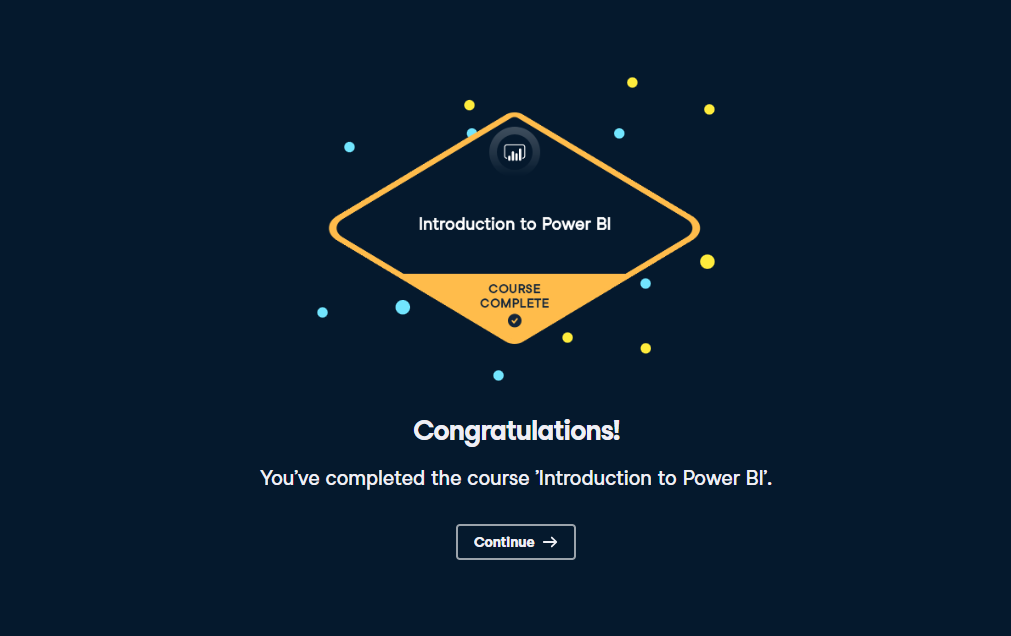 Introduction to Power BI
COURSE
COMPLETE
Congratulations!
You’ve completed the course ’Introduction to Power BI’.
Continue →